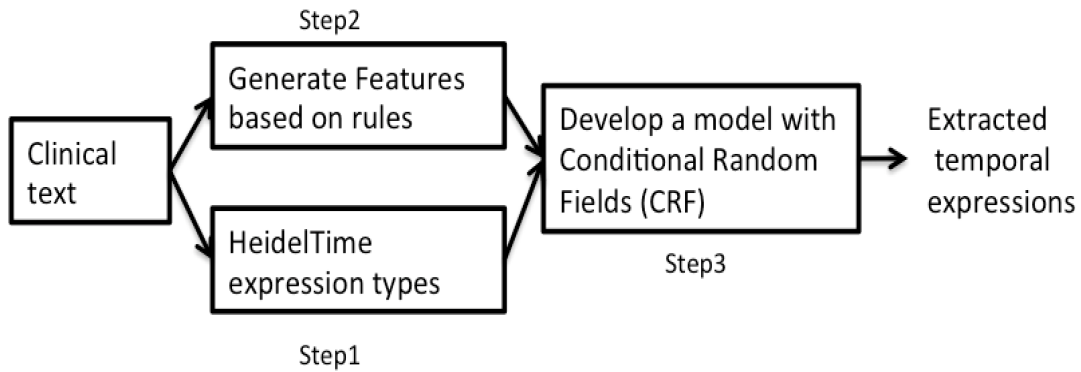 Step2
Generate Features
based on rules
Clinical
text
HeidelTime
expression types
Step1
Develop a model with
Conditional Random
Fields (CRF)
Step3
Extracted
temporal
expressions